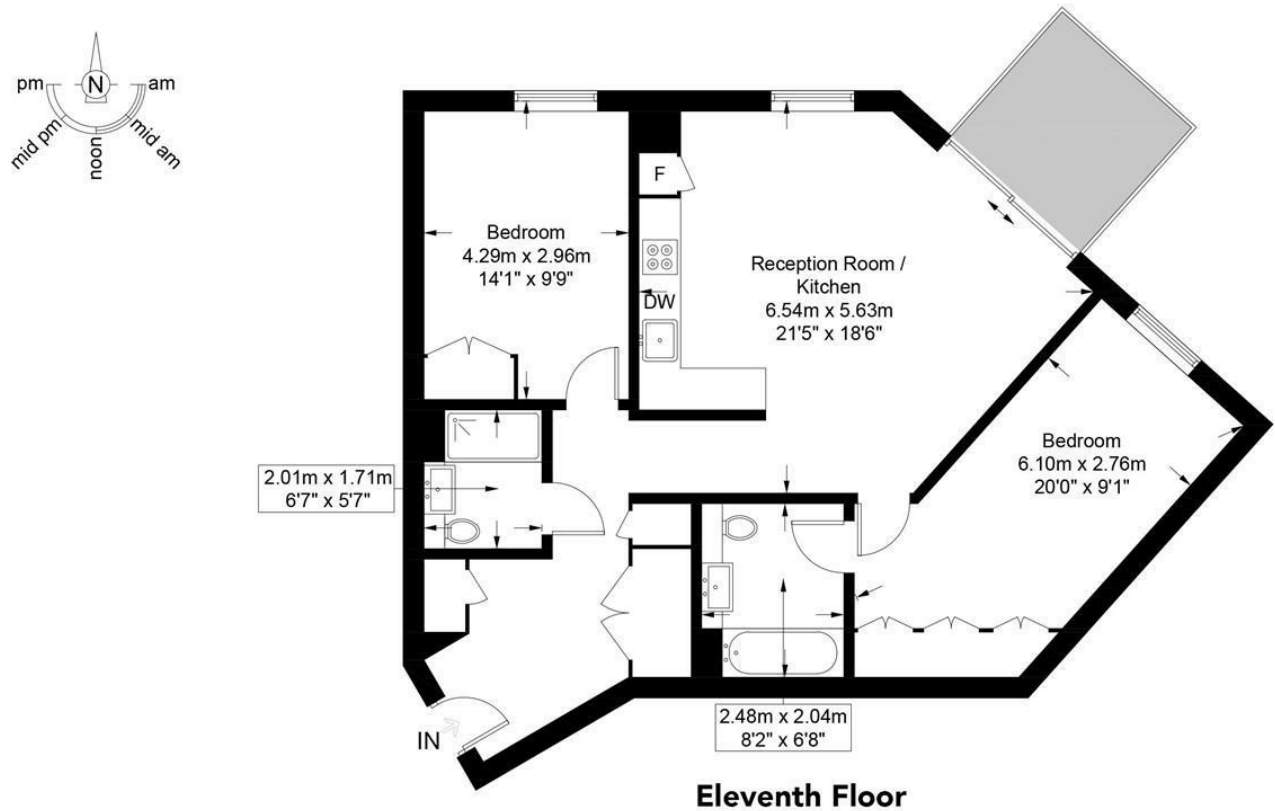 N
pm
am
mid pm
mid am
noon
F
Bedroom
4.29m x 2.96m
14'1" x 9'9"
Reception Room /
Kitchen
6.54m x 5.63m
21'5" x 18'6"
DW
Bedroom
6.10m x 2.76m
20'0" x 9'1"
2.01m x 1.71m
6'7" x 5'7"
2.48m x 2.04m
8'2" x 6'8"
IN
Eleventh Floor